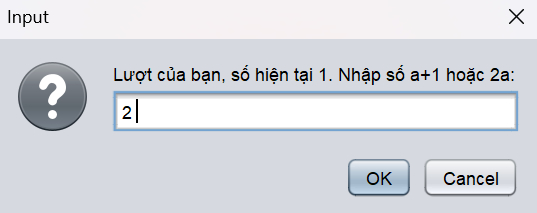 Input
Lượt của bạn, số hiện tại 1. Nhập số a+1 hoặc 2a:
2
OK
Cancel